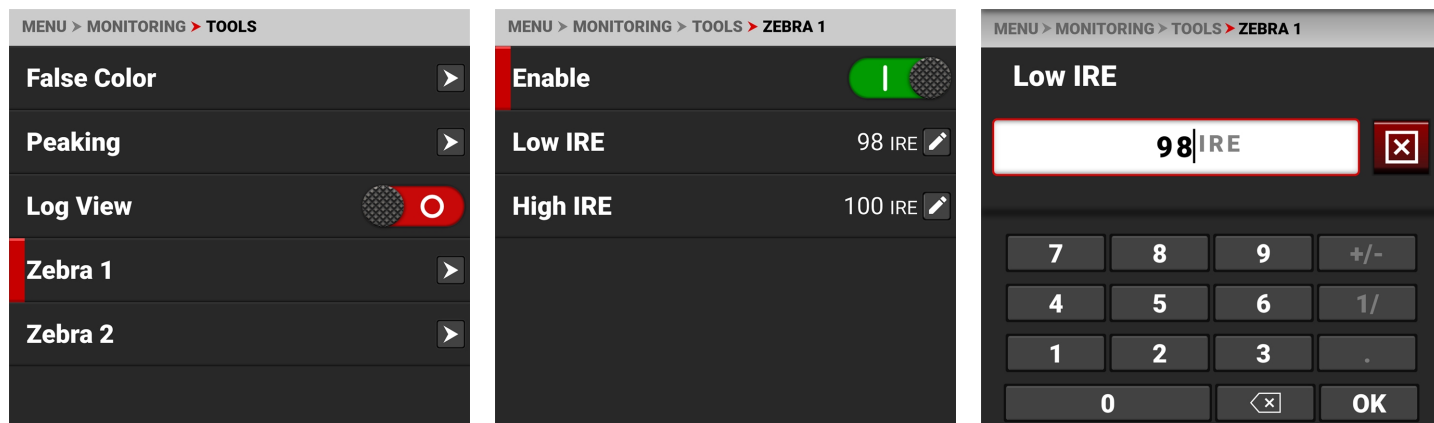 MENU > MONITORING > TOOLS
False Color
Peaking
Log View
Zebra 1
Zebra 2
MENU > MONITORING > TOOLS > ZEBRA 1
Enable
Low IRE 98 IRE
High IRE 100 IRE
MENU > MONITORING > TOOLS > ZEBRA 1
Low IRE
98 IRE
7 8 9 +/-
4 5 6 1/
1 2 3 .
0 OK